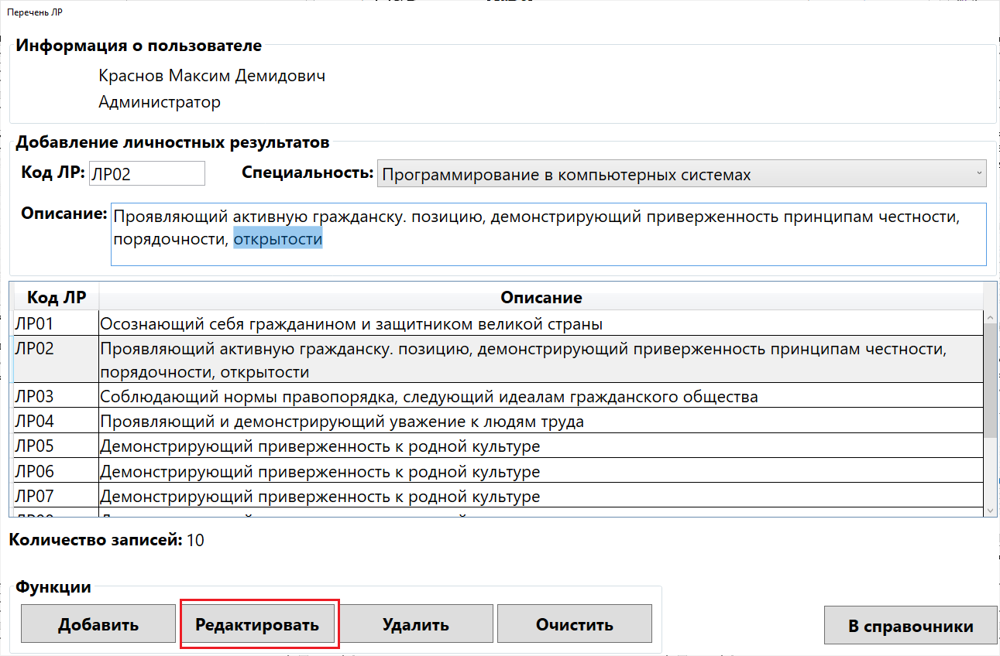 Перечень ЛР
Информация о пользователе
Краснов Максим Демидович
Администратор
Добавление личностных результатов
Код ЛР: ЛР02 Специальность: Программирование в компьютерных системах
Описание: Проявляющий активную гражданску. позицию, демонстрирующий приверженность принципам честности,
порядочности, открытости
Код ЛР Описание
ЛР01 Осознающий себя гражданином и защитником великой страны
ЛР02 Проявляющий активную гражданску. позицию, демонстрирующий приверженность принципам честности,
порядочности, открытости
ЛР03 Соблюдающий нормы правопорядка, следующий идеалам гражданского общества
ЛР04 Проявляющий и демонстрирующий уважение к людям труда
ЛР05 Демонстрирующий приверженность к родной культуре
ЛР06 Демонстрирующий приверженность к родной культуре
ЛР07 Демонстрирующий приверженность к родной культуре
Количество записей: 10
Функции
Добавить Редактировать Удалить Очистить В справочники